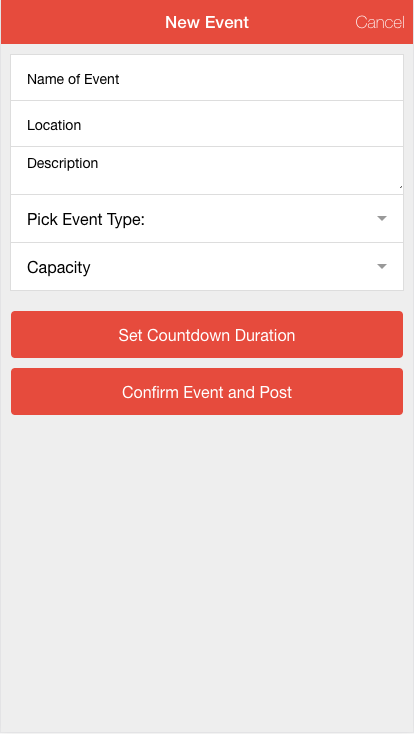 New Event
Cancel
Name of Event
Location
Description
Pick Event Type:
Capacity
Set Countdown Duration
Confirm Event and Post